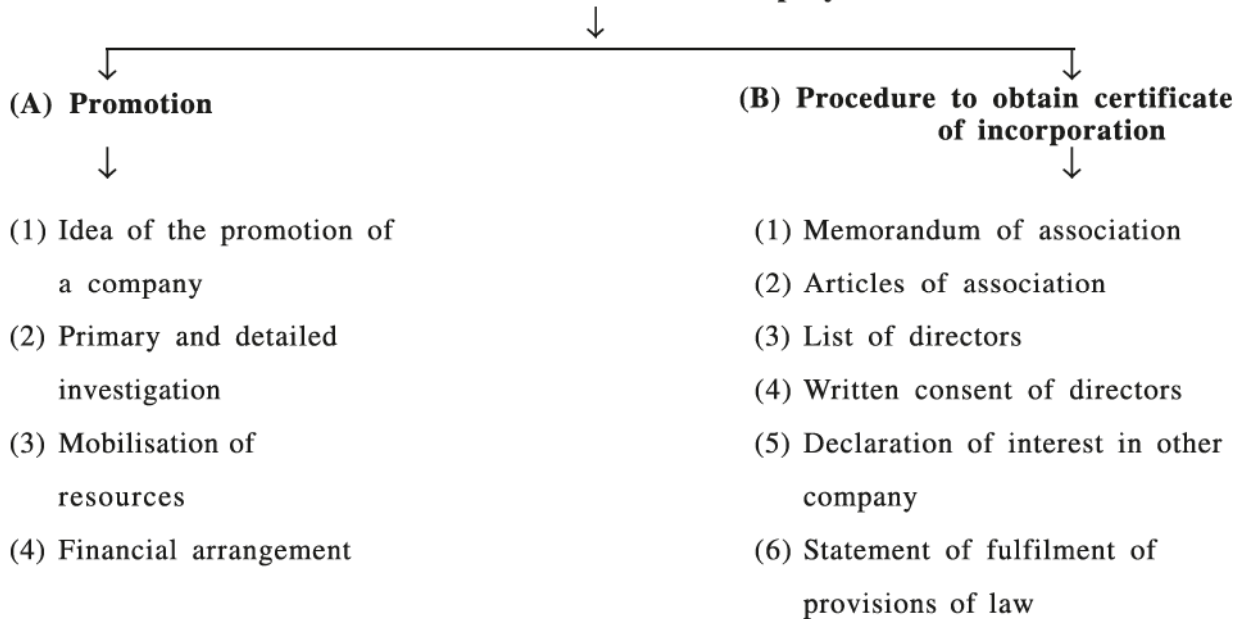 (A) Promotion
(B) Procedure to obtain certificate
of incorporation
(1) Idea of the promotion of
a company
(2) Primary and detailed
investigation
(3) Mobilisation of
resources
(4) Financial arrangement
(1) Memorandum of association
(2) Articles of association
(3) List of directors
(4) Written consent of directors
(5) Declaration of interest in other
company
(6) Statement of fulfilment of
provisions of law